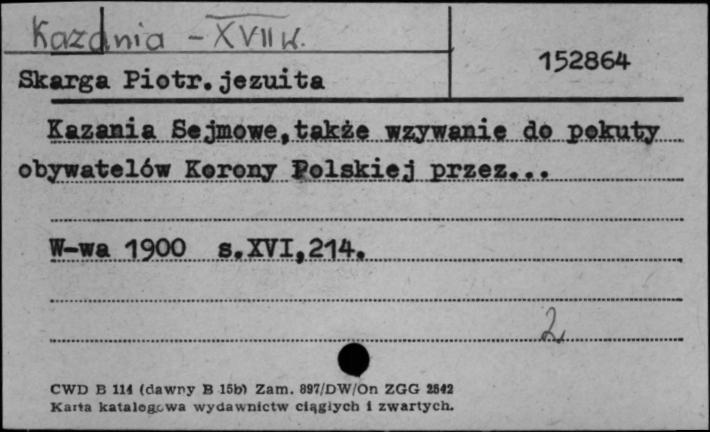 Kazania - XVII w.
152864
Skarga Piotr.jezuita
Kazania Sejmowe,także wzywanie do pokuty
obywatelów Korony Polskiej przez...
W-wa 1900 s.XVI,214.
2
CWD B 114 (dawny B 15b) Zam. 897/DW/On ZGG 2542
Karta katalogowa wydawnictw ciągłych i zwartych.